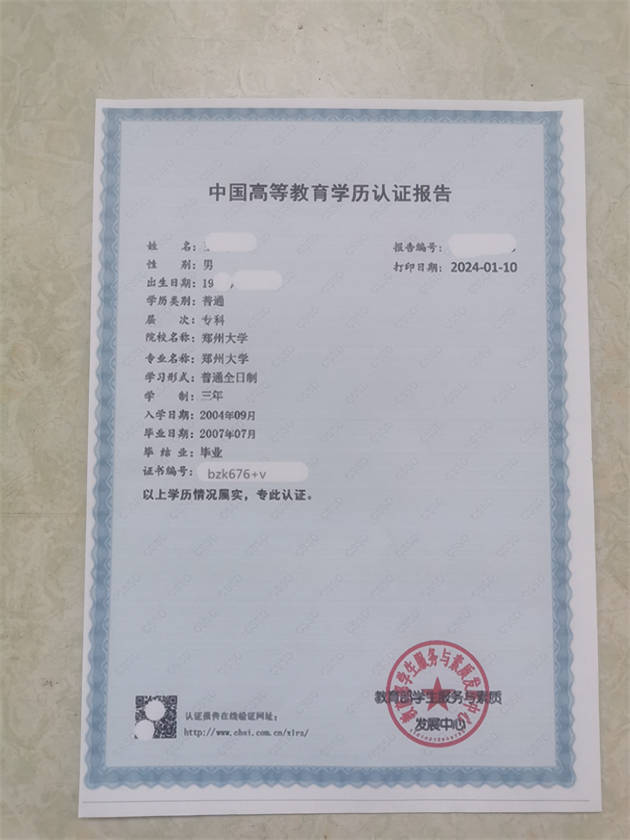 中国高等教育学历认证报告
姓 名：
报告编号：
性 别：男
打印日期：2024-01-10
出生日期：19
学历类别：普通
层 次：专科
院校名称：郑州大学
专业名称：郑州大学
学习形式：普通全日制
学 制：三年
入学日期：2004年09月
毕业日期：2007年07月
毕 结 业：毕业
证书编号：bzk676+v
以上学历情况属实，专此认证。
教育部学生服务与素质
发展中心
认证报告在线验证网址：
http://www.chsi.com.cn/xlrz/